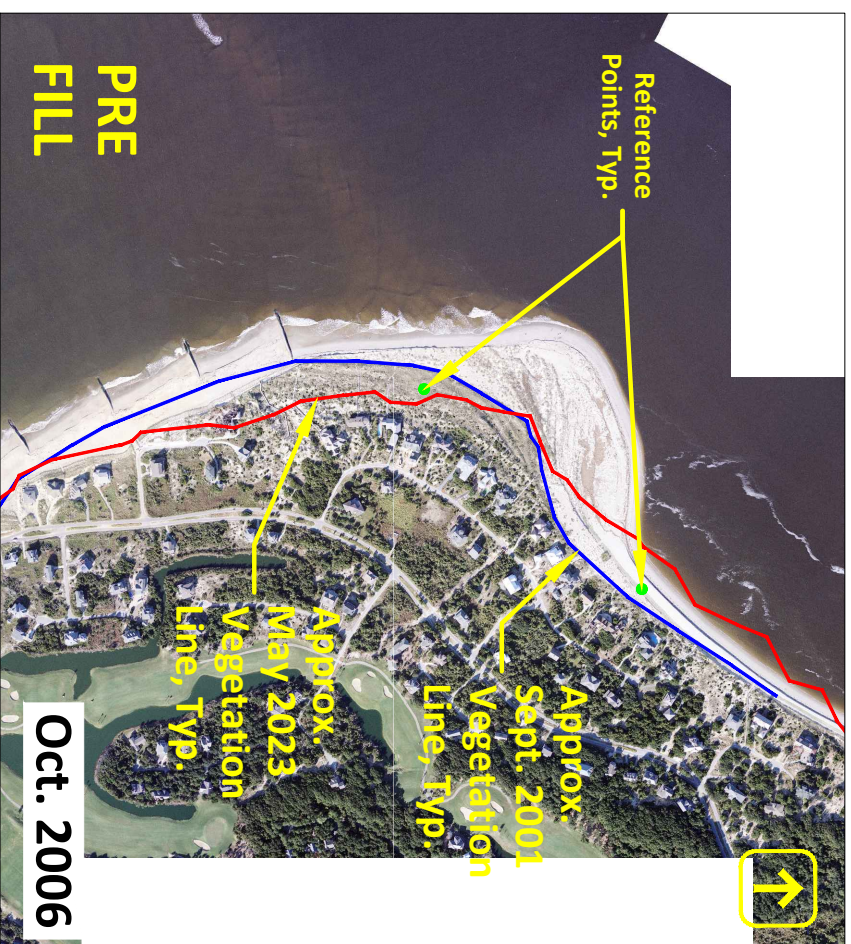 Reference
Points, Typ.
PRE
FILL
Approx.
Sept. 2001
Vegetation
Line, Typ.
Approx.
May 2023
Vegetation
Line, Typ.
Oct. 2006